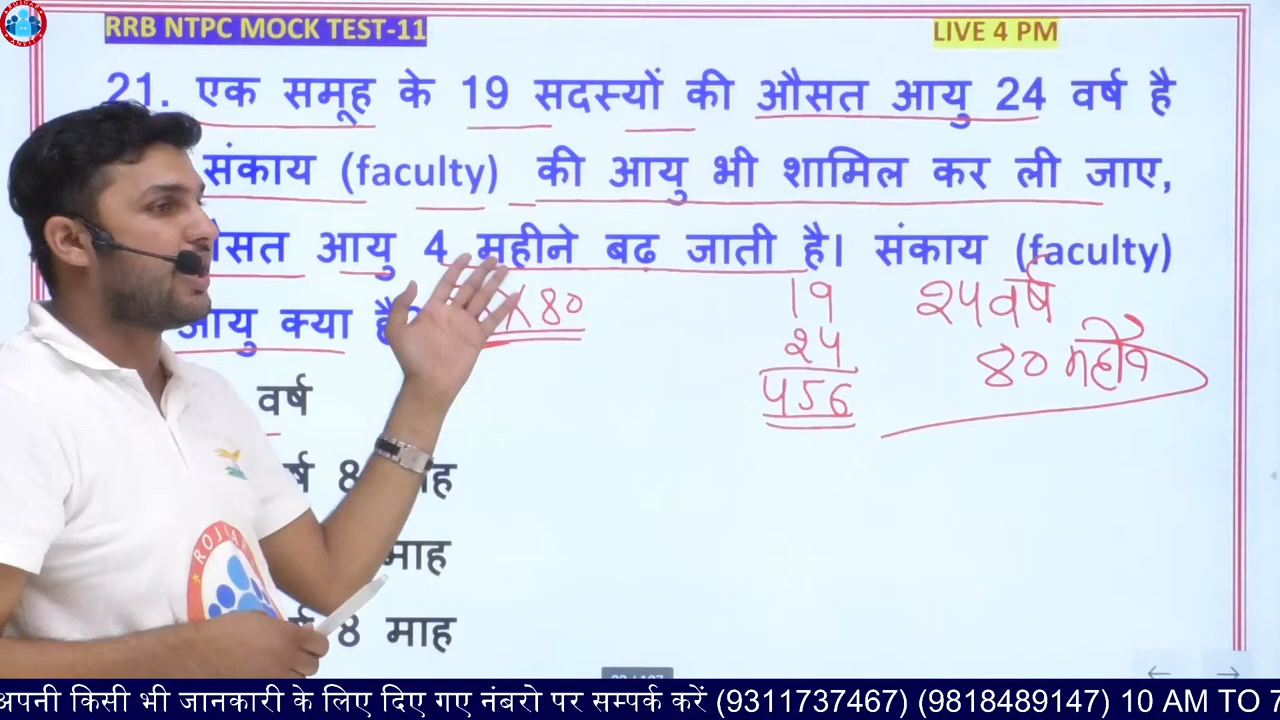 RRB NTPC MOCK TEST-11
LIVE 4 PM
21. एक समूह के 19 सदस्यों की औसत आयु 24 वर्ष है
संकाय (faculty) की आयु भी शामिल कर ली जाए,
आयु 4 महीने बढ जाती है। संकाय (faculty)
आयु क्या
X 80
19
24
456
24 वर्ष
80
वर्ष
8
माह
8 माह
अपनी किसी भी जानकारी के लिए दिए गए नंबरो पर सम्पर्क करें (9311737467) (9818489147) 10 AM TO 7